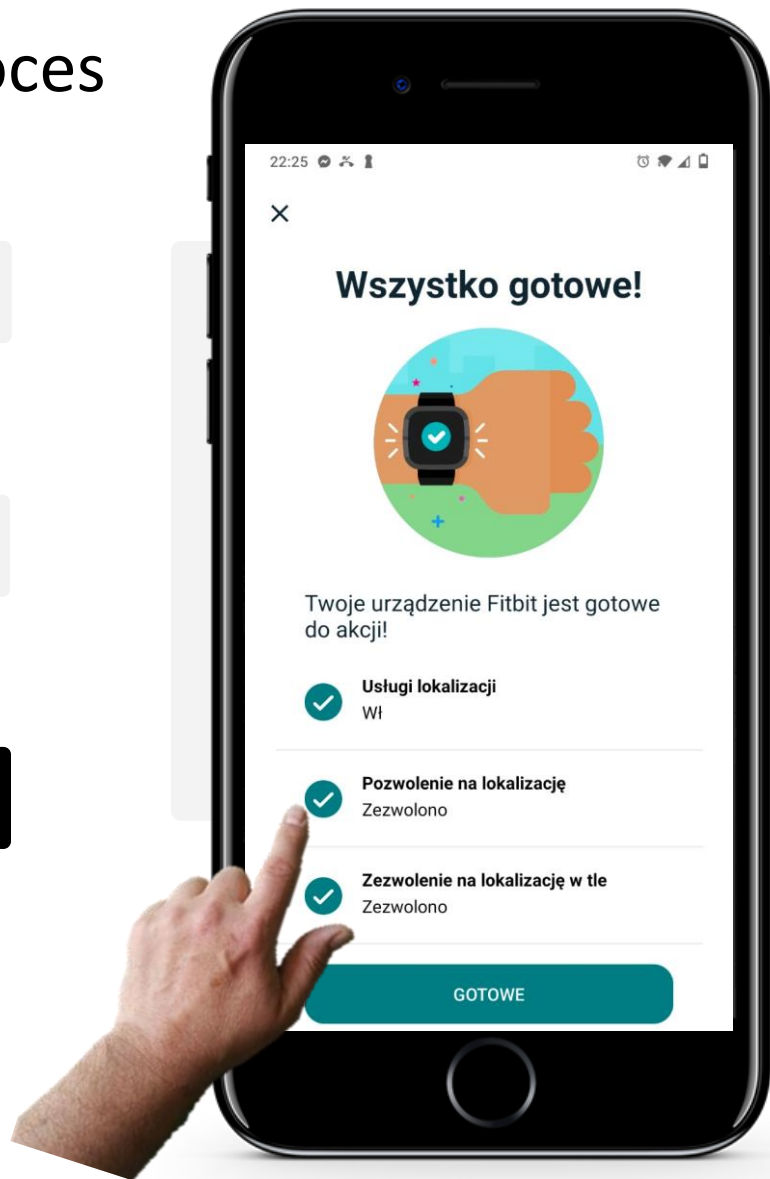 oces
22:25
Wszystko gotowe!
Twoje urządzenie Fitbit jest gotowe
do akcji!
Usługi lokalizacji
Wł
Pozwolenie na lokalizację
Zezwolono
Zezwolenie na lokalizację w tle
Zezwolono
GOTOWE